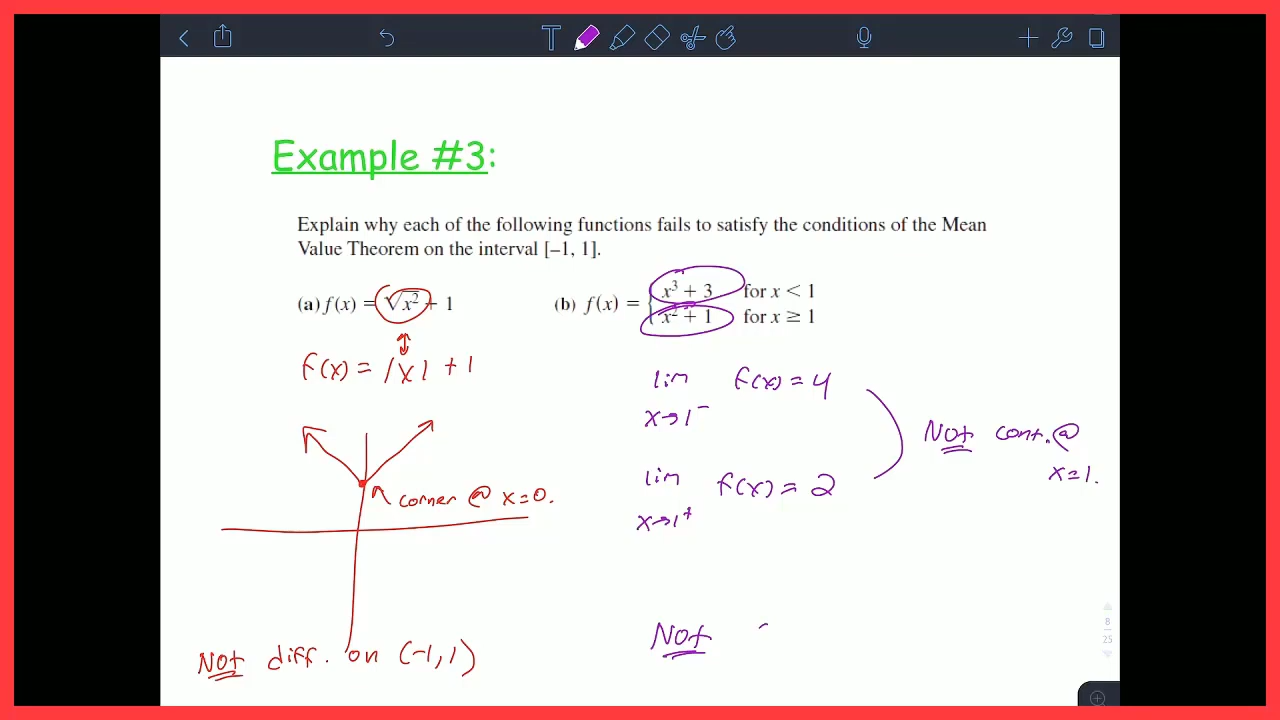 Example #3:
Explain why each of the following functions fails to satisfy the conditions of the Mean
Value Theorem on the interval [–1, 1].
(a) f(x) = √x² + 1
(b) f(x) = { x³ + 3 for x < 1
x² + 1 for x ≥ 1
f(x) = |x| + 1
corner @ x=0.
NOT diff. on (-1,1)
lim f(x) = 4
x→1⁻
lim f(x) = 2
x→1⁺
NOT cont. @
x=1.
NOT
8
25